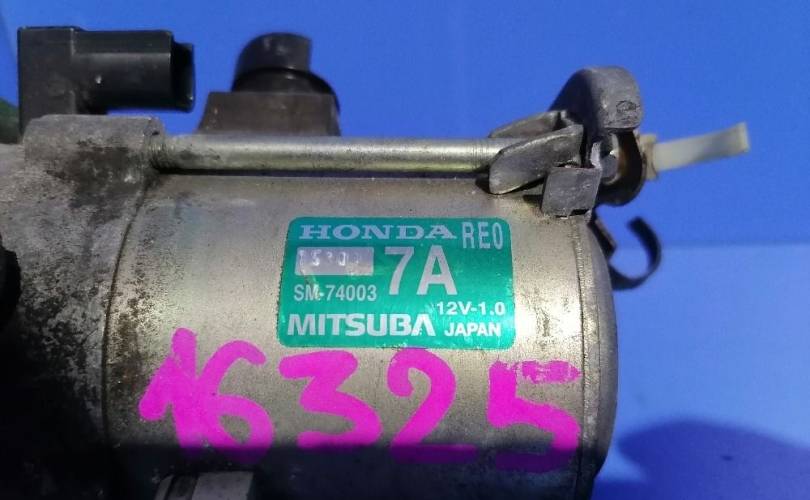 HONDA RE0
7A
SM-74003
12V-1.0
MITSUBA JAPAN
16325